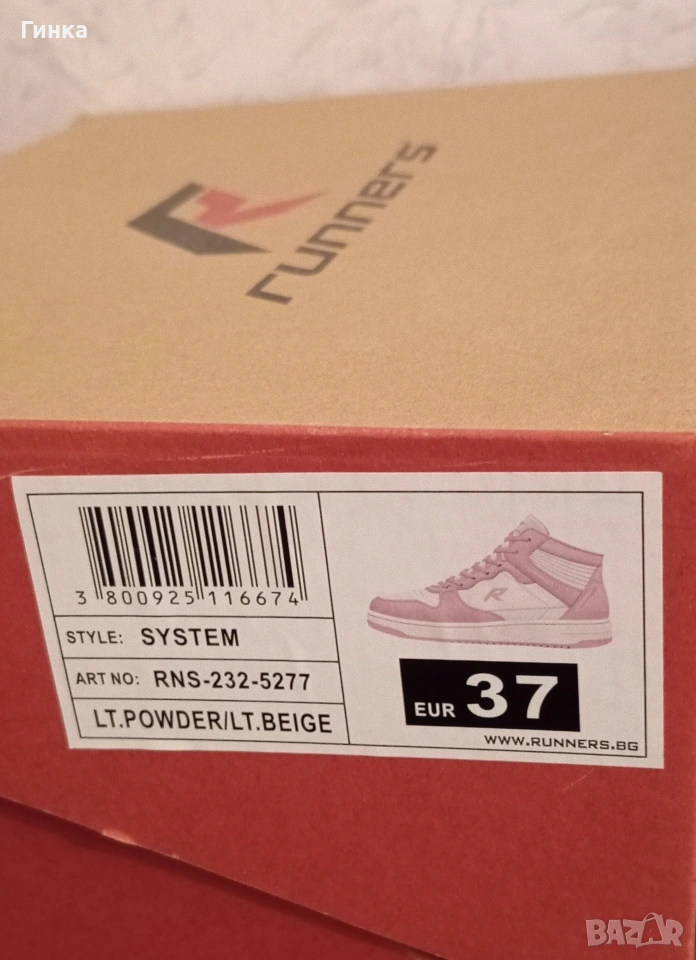 Гинка
runners
3 800925 116674
STYLE: SYSTEM
ART NO: RNS-232-5277
LT.POWDER/LT.BEIGE
R
EUR 37
WWW.RUNNERS.BG
BAZAR